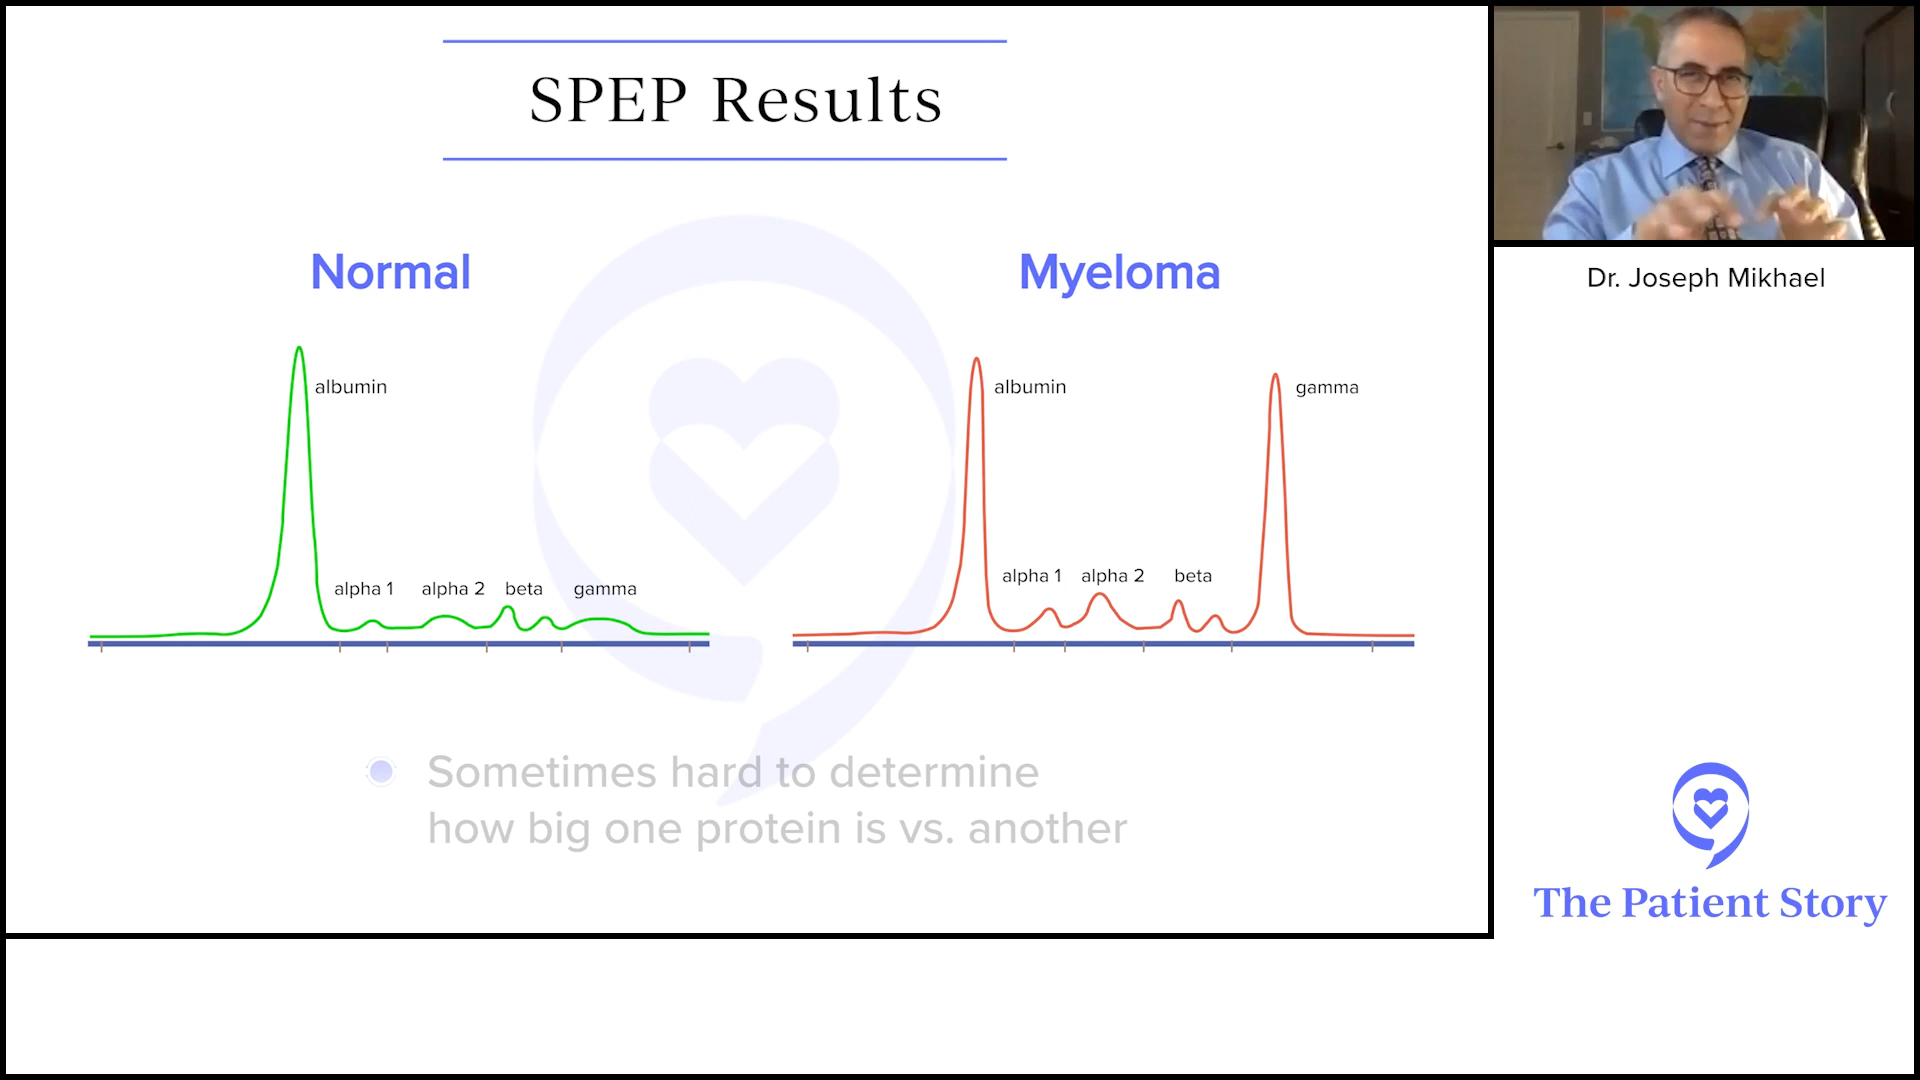 SPEP Results
Normal
albumin
alpha 1
alpha 2
beta
gamma
Myeloma
albumin
gamma
alpha 1
alpha 2
beta
Sometimes hard to determine
how big one protein is vs. another
Dr. Joseph Mikhael
The Patient Story